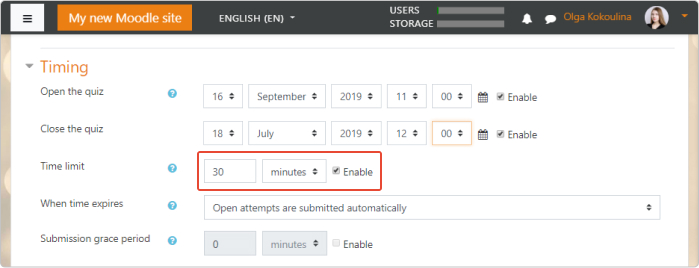 My new Moodle site ENGLISH (EN) USERS STORAGE Olga Kokoulina
Timing
Open the quiz 16 September 2019 11 00 Enable
Close the quiz 18 July 2019 12 00 Enable
Time limit 30 minutes Enable
When time expires Open attempts are submitted automatically
Submission grace period 0 minutes Enable